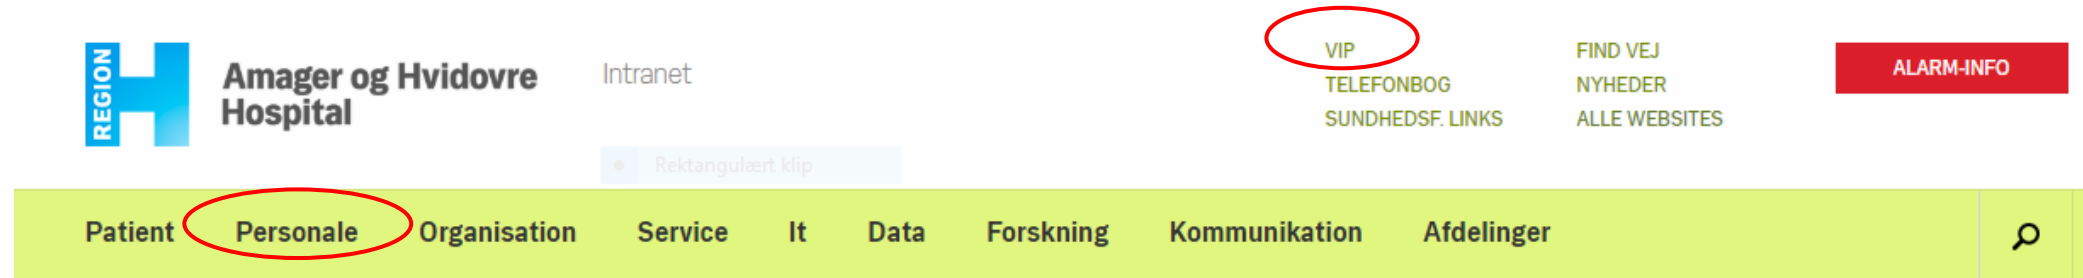 REGION
Amager og Hvidovre
Hospital
Intranet
VIP
TELEFONBOG
SUNDHEDSF. LINKS
FIND VEJ
NYHEDER
ALLE WEBSITES
ALARM-INFO
Rektangulært klip
Patient Personale Organisation Service It Data Forskning Kommunikation Afdelinger